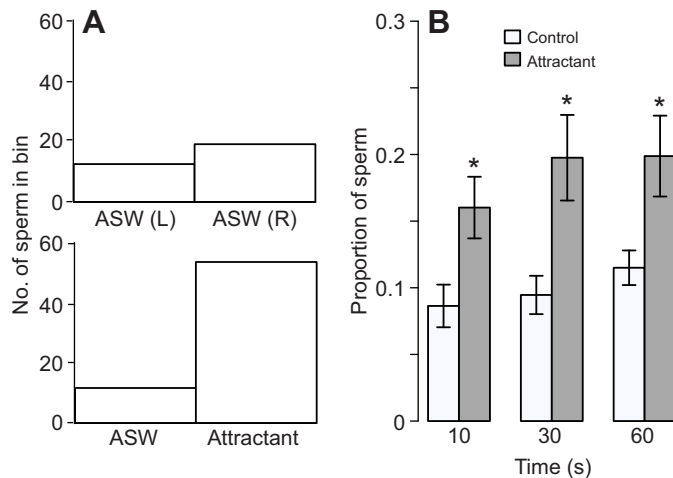 A
No. of sperm in bin
60
40
20
0
ASW (L) ASW (R)
60
40
20
0
ASW Attractant
B
Control
Attractant
Proportion of sperm
0.3
0.2
0.1
0
* * *
10 30 60
Time (s)